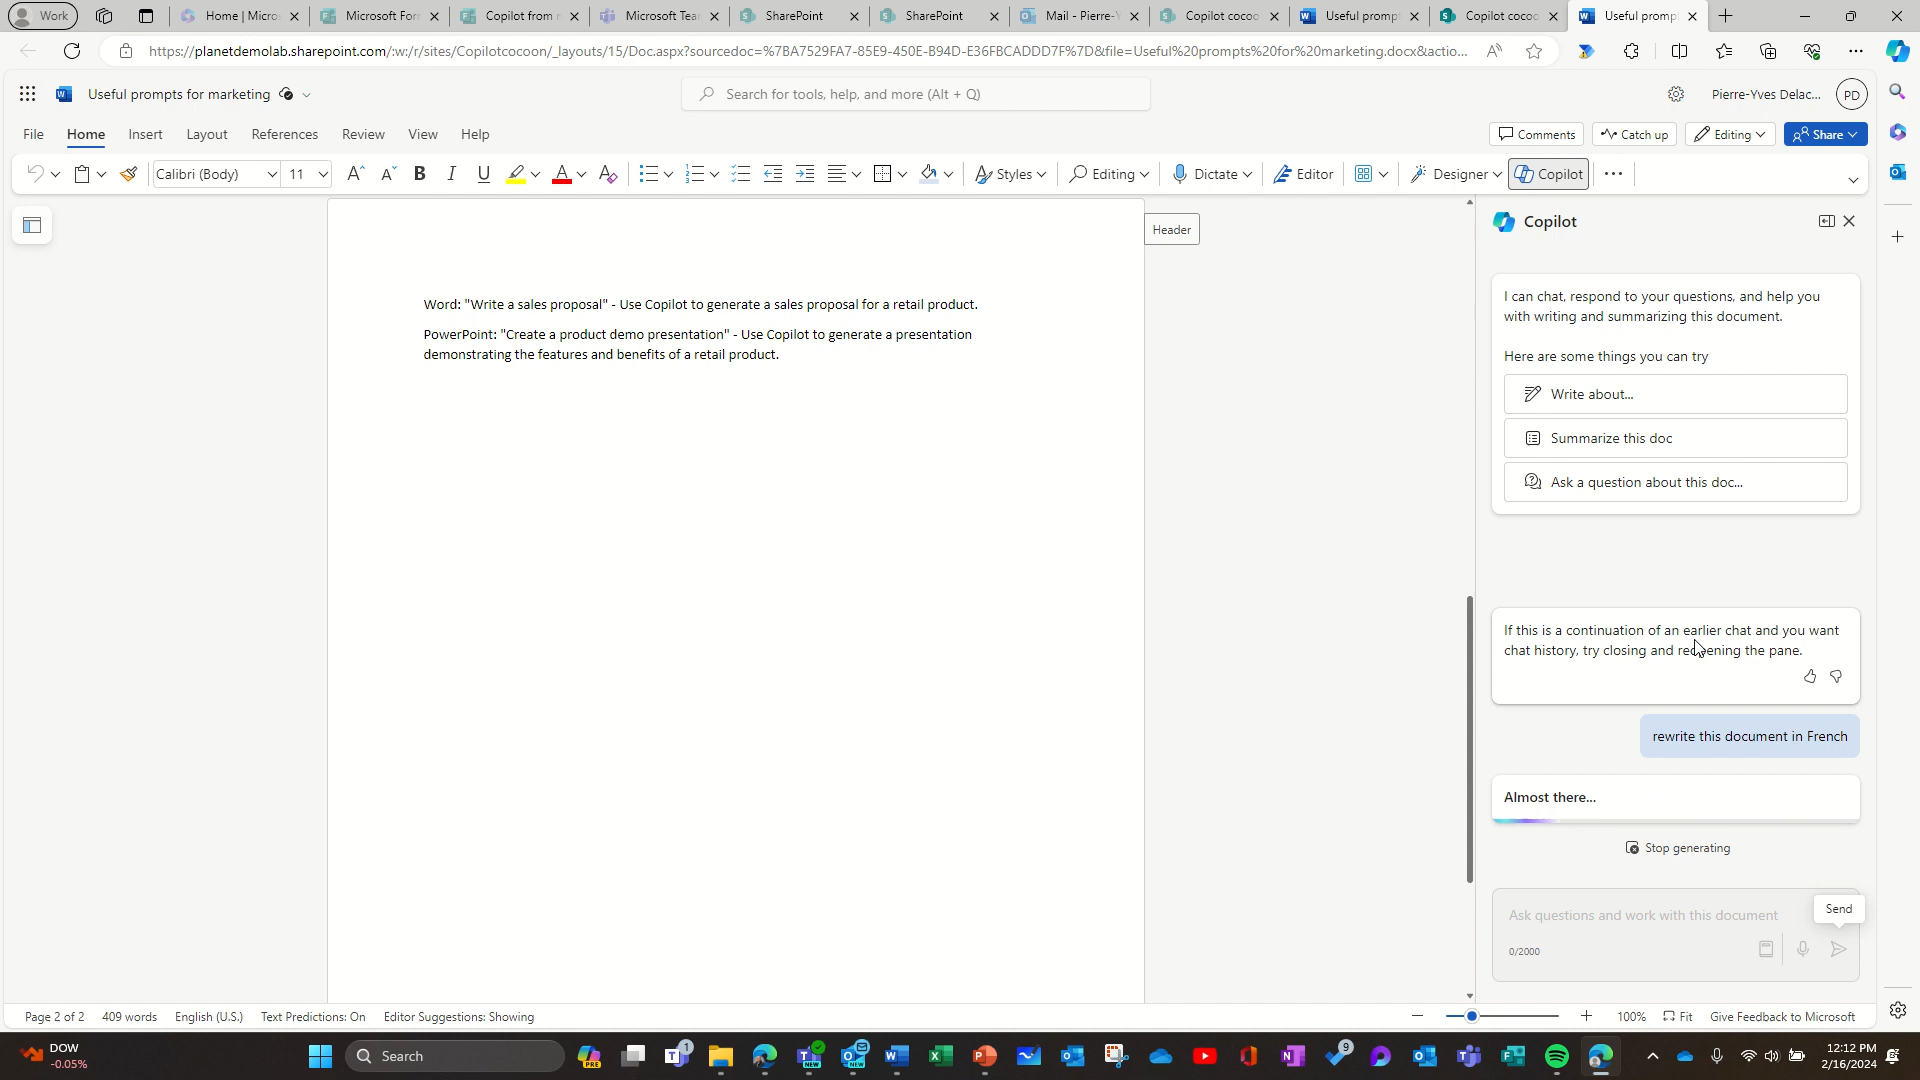 Work
Home | Micros
Microsoft For
Copilot from
Microsoft Tea
SharePoint
SharePoint
Mail - Pierre-Y
Copilot cocoo
Useful prompt
Copilot cocoo
Useful prompt
https://planetdemolab.sharepoint.com/:w:/r/sites/Copilotcocoon/_layouts/15/Doc.aspx?sourcedoc=%7BA7529FA7-85E9-450E-B94D-E36FBCADDD7F%7D&file=Useful%20prompts%20for%20marketing.docx&actio...
Useful prompts for marketing
Search for tools, help, and more (Alt + Q)
Pierre-Yves Delac...
PD
File Home Insert Layout References Review View Help
Comments
Catch up
Editing
Share
Calibri (Body)
11
Styles
Editing
Dictate
Editor
Designer
Copilot
Header
Word: "Write a sales proposal" - Use Copilot to generate a sales proposal for a retail product.
PowerPoint: "Create a product demo presentation" - Use Copilot to generate a presentation
demonstrating the features and benefits of a retail product.
Copilot
I can chat, respond to your questions, and help you
with writing and summarizing this document.
Here are some things you can try
Write about...
Summarize this doc
Ask a question about this doc...
If this is a continuation of an earlier chat and you want
chat history, try closing and reopening the pane.
rewrite this document in French
Almost there...
Stop generating
Ask questions and work with this document
Send
0/2000
Page 2 of 2 409 words English (U.S.) Text Predictions: On Editor Suggestions: Showing
100% Fit Give Feedback to Microsoft
DOW
-0.05%
Search
PRE
1
NEW
NEW
9
12:12 PM
2/16/2024